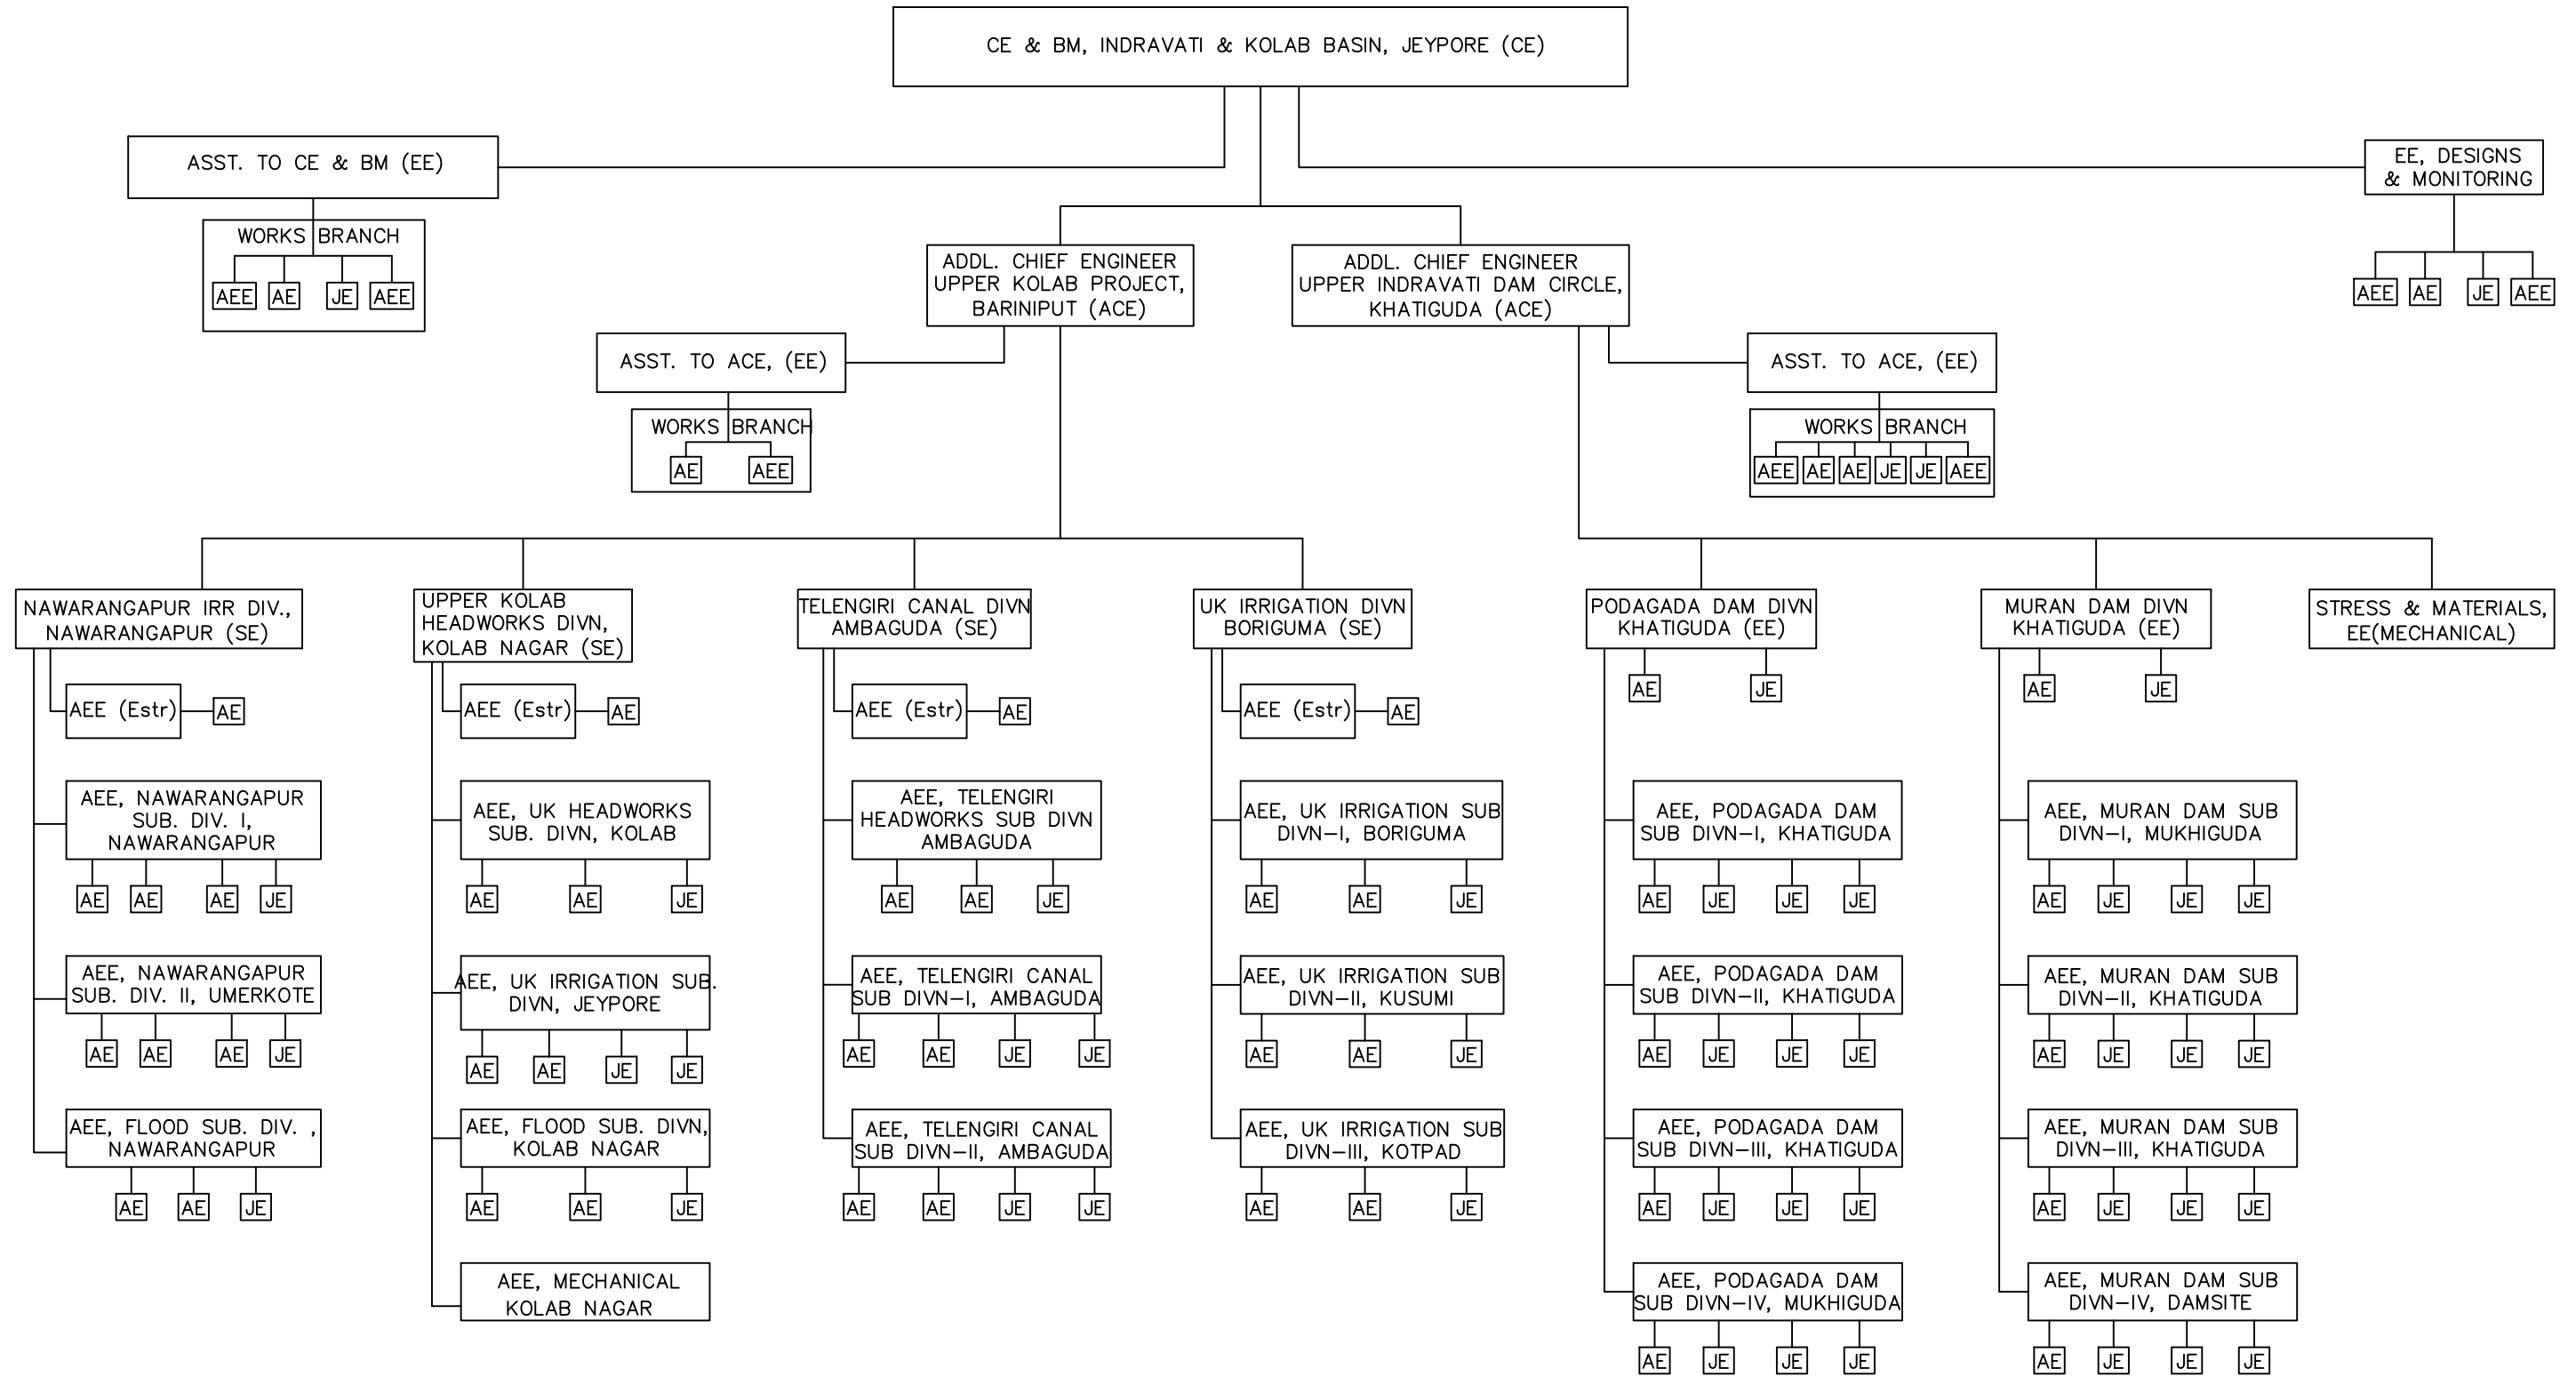 CE & BM, INDRAVATI & KOLAB BASIN, JEYPORE (CE)
ASST. TO CE & BM (EE)
WORKS BRANCH
AEE AE JE AEE
EE, DESIGNS
& MONITORING
AEE AE JE AEE
ADDL. CHIEF ENGINEER
UPPER KOLAB PROJECT,
BARINIPUT (ACE)
ADDL. CHIEF ENGINEER
UPPER INDRAVATI DAM CIRCLE,
KHATIGUDA (ACE)
ASST. TO ACE, (EE)
WORKS BRANCH
AE AEE
ASST. TO ACE, (EE)
WORKS BRANCH
AEE AE AE JE JE AEE
NAWARANGAPUR IRR DIV.,
NAWARANGAPUR (SE)
AEE (Estr) AE
AEE, NAWARANGAPUR
SUB. DIV. I,
NAWARANGAPUR
AE AE AE JE
AEE, NAWARANGAPUR
SUB. DIV. II, UMERKOTE
AE AE AE JE
AEE, FLOOD SUB. DIV. ,
NAWARANGAPUR
AE AE JE
UPPER KOLAB
HEADWORKS DIVN,
KOLAB NAGAR (SE)
AEE (Estr) AE
AEE, UK HEADWORKS
SUB. DIVN, KOLAB
AE AE JE
AEE, UK IRRIGATION SUB.
DIVN, JEYPORE
AE AE JE JE
AEE, FLOOD SUB. DIVN,
KOLAB NAGAR
AE AE JE
AEE, MECHANICAL
KOLAB NAGAR
TELENGIRI CANAL DIVN
AMBAGUDA (SE)
AEE (Estr) AE
AEE, TELENGIRI
HEADWORKS SUB DIVN
AMBAGUDA
AE AE JE
AEE, TELENGIRI CANAL
SUB DIVN-I, AMBAGUDA
AE AE JE JE
AEE, TELENGIRI CANAL
SUB DIVN-II, AMBAGUDA
AE AE JE JE
UK IRRIGATION DIVN
BORIGUMA (SE)
AEE (Estr) AE
AEE, UK IRRIGATION SUB
DIVN-I, BORIGUMA
AE AE JE
AEE, UK IRRIGATION SUB
DIVN-II, KUSUMI
AE AE JE
AEE, UK IRRIGATION SUB
DIVN-III, KOTPAD
AE AE JE
PODAGADA DAM DIVN
KHATIGUDA (EE)
AE JE
AEE, PODAGADA DAM
SUB DIVN-I, KHATIGUDA
AE JE JE JE
AEE, PODAGADA DAM
SUB DIVN-II, KHATIGUDA
AE JE JE JE
AEE, PODAGADA DAM
SUB DIVN-III, KHATIGUDA
AE JE JE JE
AEE, PODAGADA DAM
SUB DIVN-IV, MUKHIGUDA
AE JE JE JE
MURAN DAM DIVN
KHATIGUDA (EE)
AE JE
AEE, MURAN DAM SUB
DIVN-I, MUKHIGUDA
AE JE JE JE
AEE, MURAN DAM SUB
DIVN-II, KHATIGUDA
AE JE JE JE
AEE, MURAN DAM SUB
DIVN-III, KHATIGUDA
AE JE JE JE
AEE, MURAN DAM SUB
DIVN-IV, DAMSITE
AE JE JE JE
STRESS & MATERIALS,
EE(MECHANICAL)